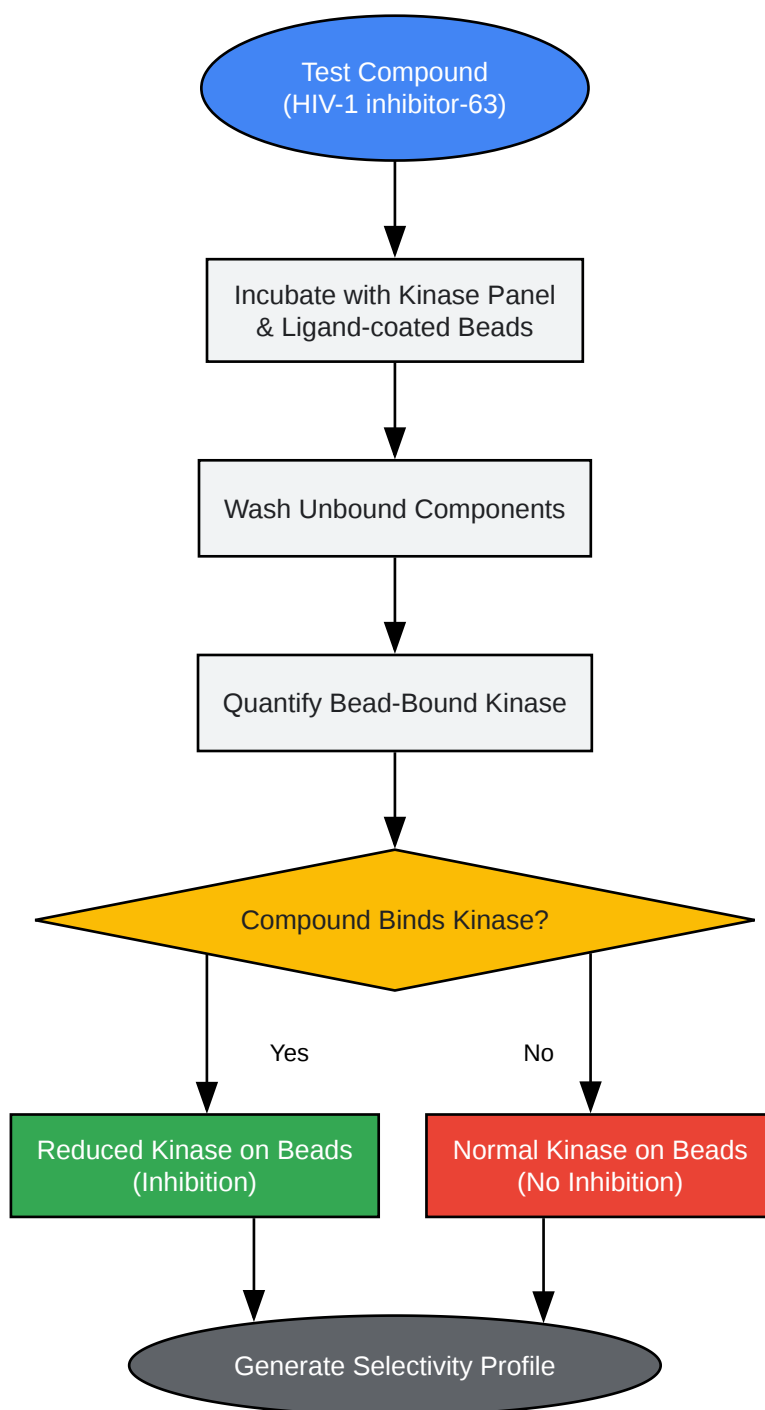 Test Compound
(HIV-1 inhibitor-63)
Incubate with Kinase Panel
& Ligand-coated Beads
Wash Unbound Components
Quantify Bead-Bound Kinase
Compound Binds Kinase?
Yes
No
Reduced Kinase on Beads
(Inhibition)
Normal Kinase on Beads
(No Inhibition)
Generate Selectivity Profile